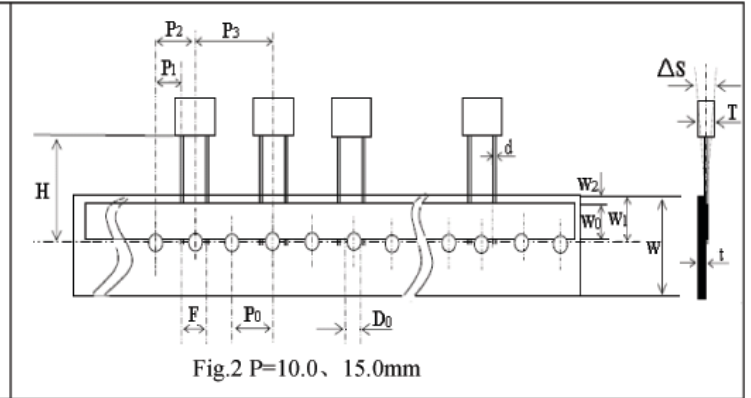 P2 P3
P1
ΔS
T
d
H
W2
W0 W1
W
t
F P0 D0
Fig.2 P=10.0、15.0mm